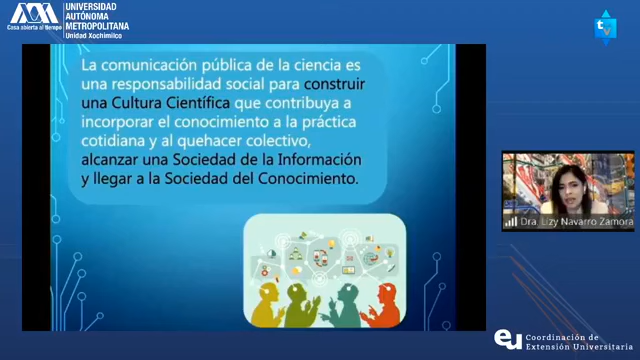 UNIVERSIDAD
AUTÓNOMA
METROPOLITANA
Casa abierta al tiempo
Unidad Xochimilco
tv
La comunicación pública de la ciencia es
una responsabilidad social para construir
una Cultura Científica que contribuya a
incorporar el conocimiento a la práctica
cotidiana y al quehacer colectivo,
alcanzar una Sociedad de la Información
y llegar a la Sociedad del Conocimiento.
Dra. Lizy Navarro Zamora
eu
Coordinación de
Extensión Universitaria